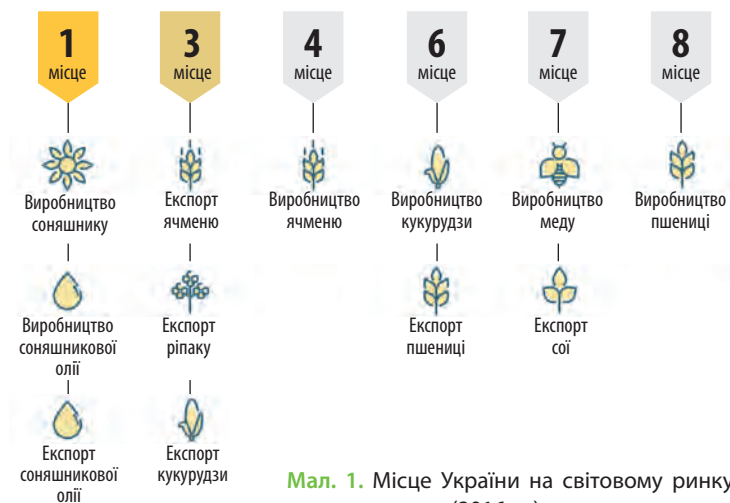 1
місце
3
місце
4
місце
6
місце
7
місце
8
місце
Виробництво
соняшнику
Експорт
ячменю
Виробництво
ячменю
Виробництво
кукурудзи
Виробництво
меду
Виробництво
пшениці
Виробництво
соняшникової
олії
Експорт
ріпаку
Експорт
пшениці
Експорт
сої
Експорт
соняшникової
олії
Експорт
кукурудзи
Мал. 1. Місце України на світовому ринку